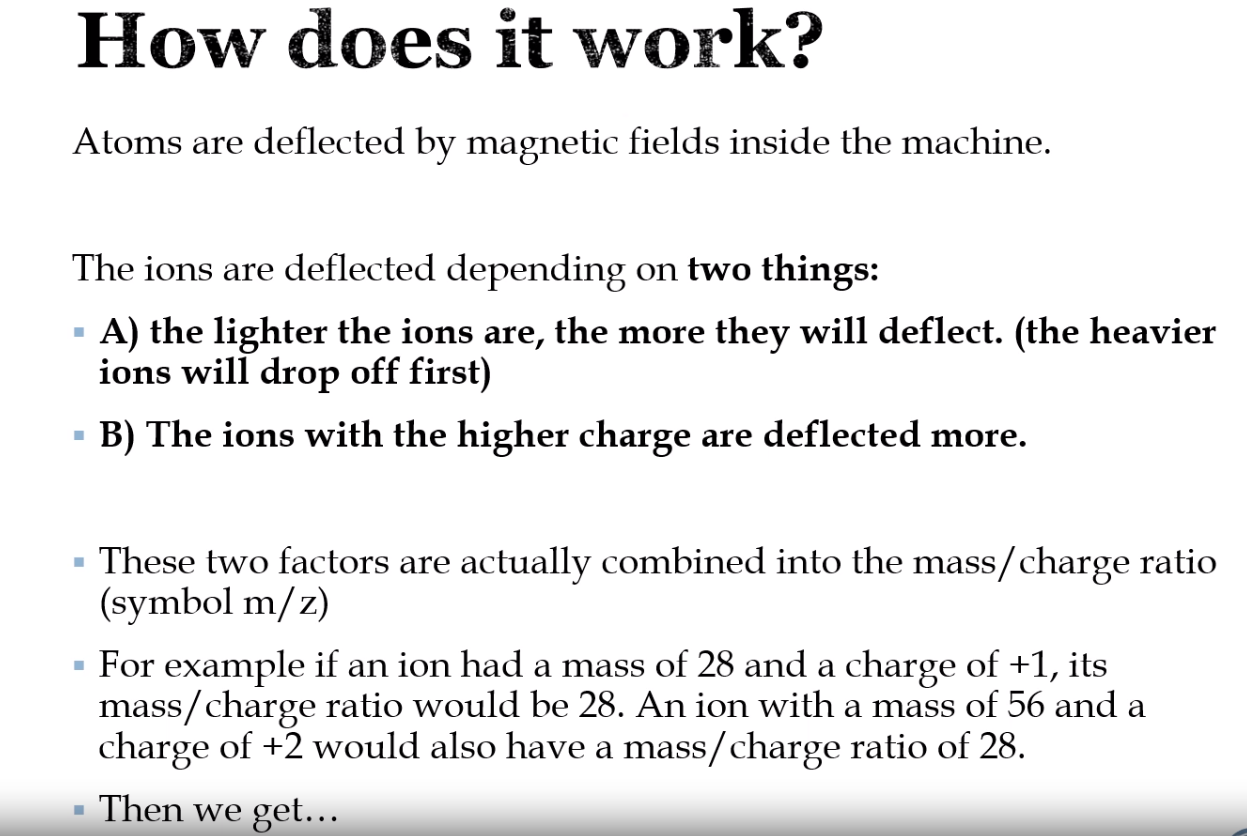 How does it work?
Atoms are deflected by magnetic fields inside the machine.
The ions are deflected depending on two things:
▪ A) the lighter the ions are, the more they will deflect. (the heavier
ions will drop off first)
▪ B) The ions with the higher charge are deflected more.
▪ These two factors are actually combined into the mass/charge ratio
(symbol m/z)
▪ For example if an ion had a mass of 28 and a charge of +1, its
mass/charge ratio would be 28. An ion with a mass of 56 and a
charge of +2 would also have a mass/charge ratio of 28.
▪ Then we get...